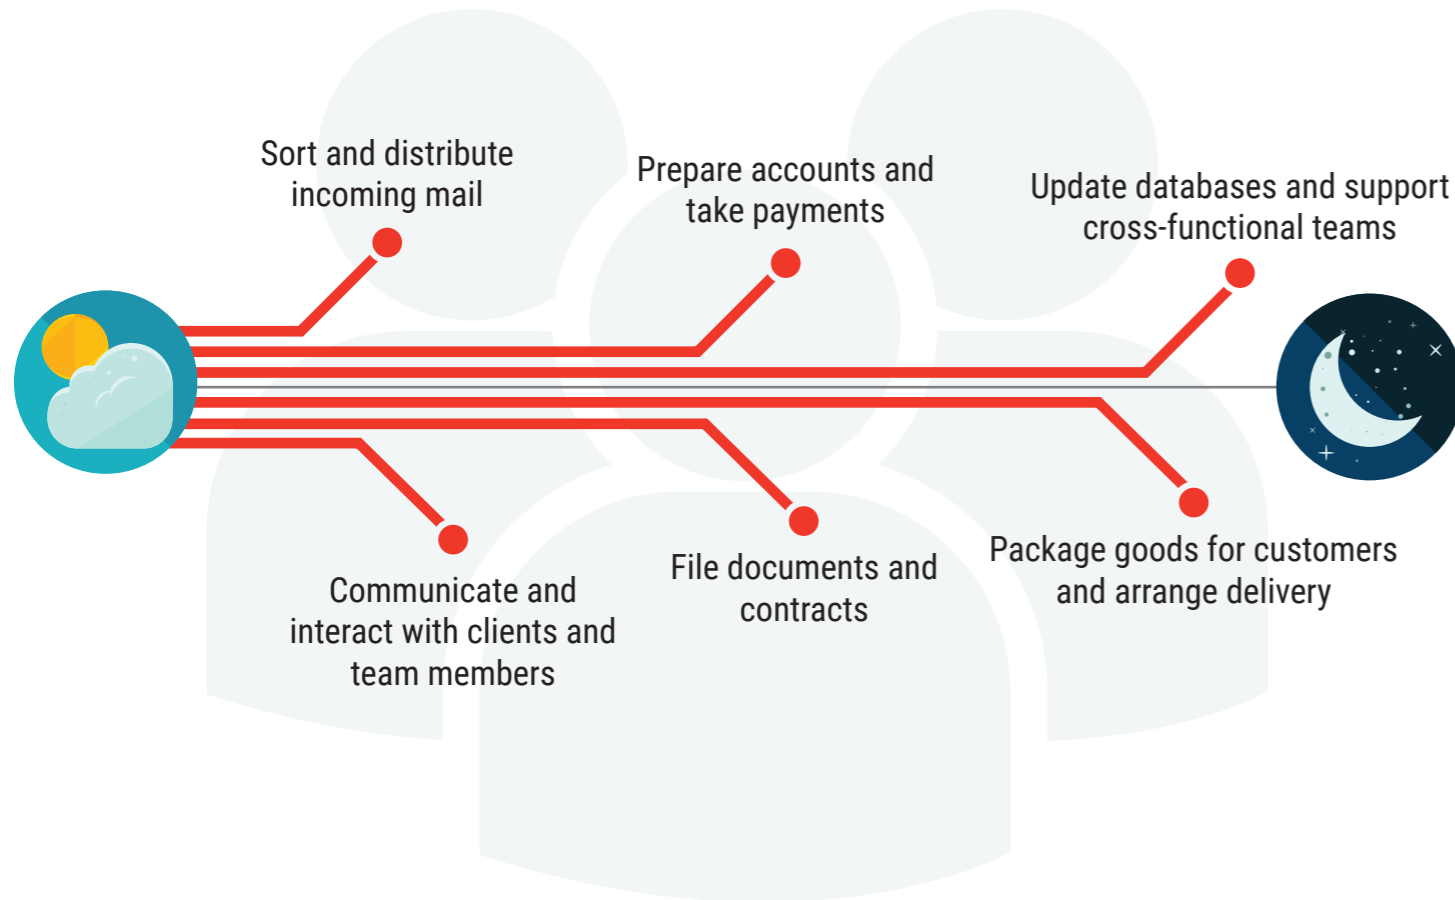 Sort and distribute
incoming mail
Prepare accounts and
take payments
Update databases and support
cross-functional teams
Communicate and
interact with clients and
team members
File documents and
contracts
Package goods for customers
and arrange delivery